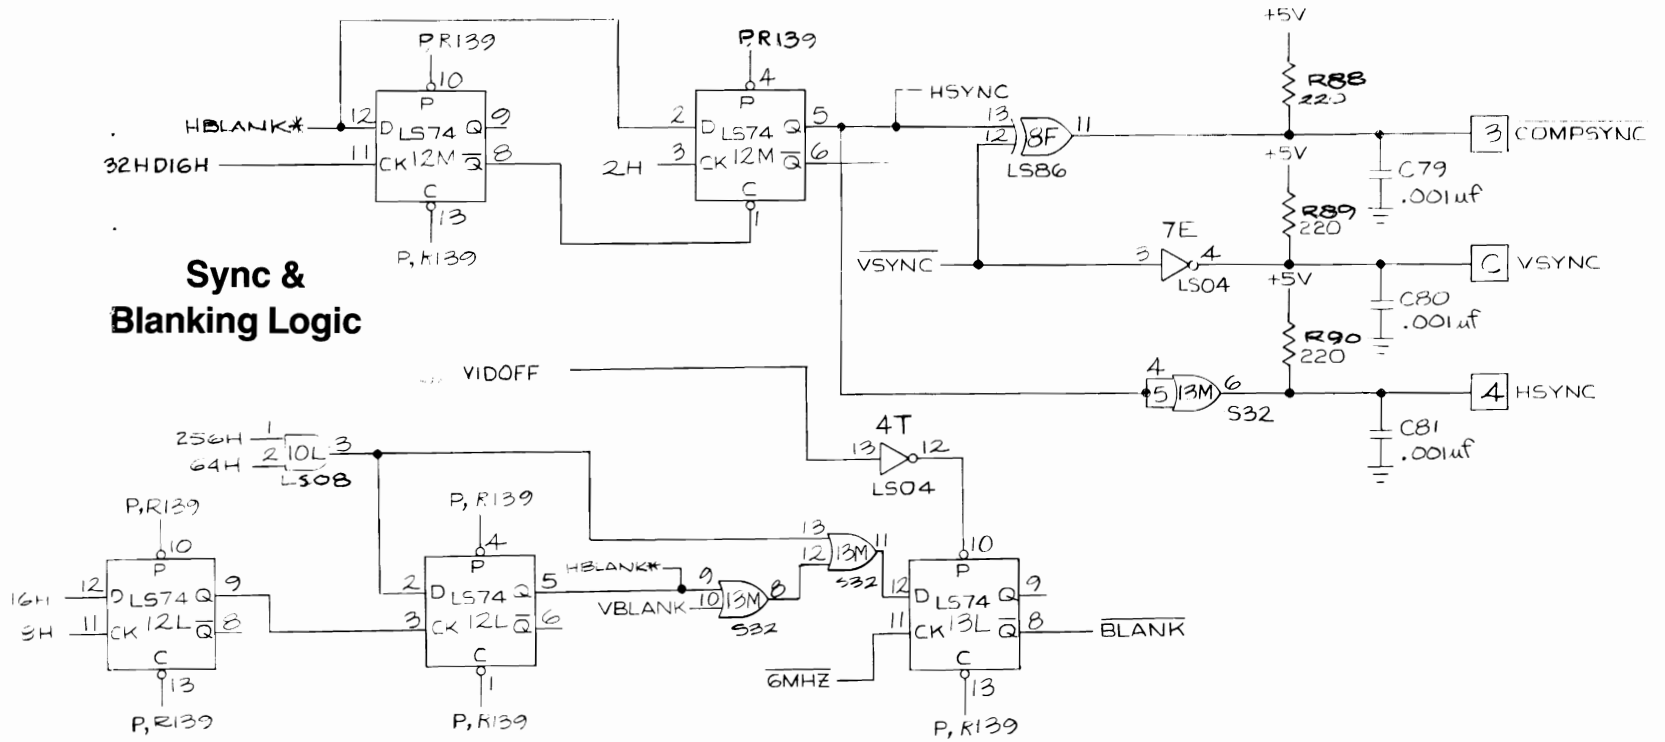 +5V
P,R139
PR139
R88
220
10
4
HSYNC
HBLANK*
12
P
9
D LS74 Q
11
CK 12M Q̅
8
C
13
P,R139
32HD16H
2
P
5
D LS74 Q
3
CK 12M Q̅
6
C
1
2H
13
12
8F
11
LS86
3
C̅O̅M̅P̅S̅Y̅N̅C̅
+5V
C79
.001uf
R89
220
7E
V̅S̅Y̅N̅C̅
3
4
LS04
C
VSYNC
+5V
C80
.001uf
Sync &
Blanking Logic
R90
220
VIDOFF
4
5
13M
6
S32
4
HSYNC
C81
.001uf
4T
13
12
LS04
256H
1
64H
2
10L
3
LS08
P,R139
10
P,R139
4
13
12
13M
11
S32
10
16H
12
P
9
D LS74 Q
8H
11
CK 12L Q̅
8
C
13
P,R139
2
P
5
D LS74 Q
3
CK 12L Q̅
6
C
1
P,R139
HBLANK*
VBLANK
9
10
13M
8
S32
12
P
9
D LS74 Q
11
CK 13L Q̅
8
C
13
P,R139
B̅L̅A̅N̅K̅
6̅M̅H̅Z̅